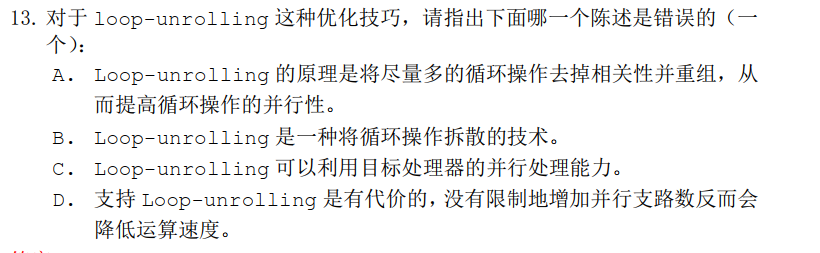 13. 对于 loop-unrolling 这种优化技巧，请指出下面哪一个陈述是错误的（一
个）：
A. Loop-unrolling 的原理是将尽量多的循环操作去掉相关性并重组，从
而提高循环操作的并行性。
B. Loop-unrolling 是一种将循环操作拆散的技术。
C. Loop-unrolling 可以利用目标处理器的并行处理能力。
D. 支持 Loop-unrolling 是有代价的，没有限制地增加并行支路数反而会
降低运算速度。